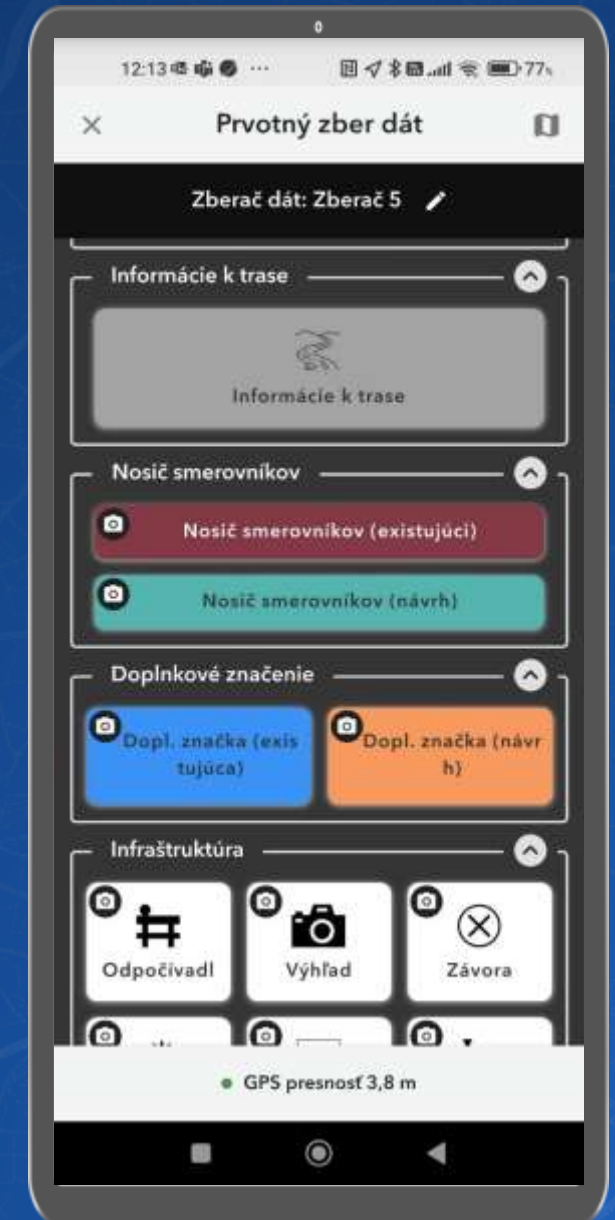 12:13
77%
Prvotný zber dát
Zberač dát: Zberač 5
Informácie k trase
Informácie k trase
Nosič smerovníkov
Nosič smerovníkov (existujúci)
Nosič smerovníkov (návrh)
Doplnkové značenie
Dopl. značka (exis
tujúca)
Dopl. značka (návr
h)
Infraštruktúra
Odpočívadl
Výhľad
Závora
GPS presnosť 3,8 m